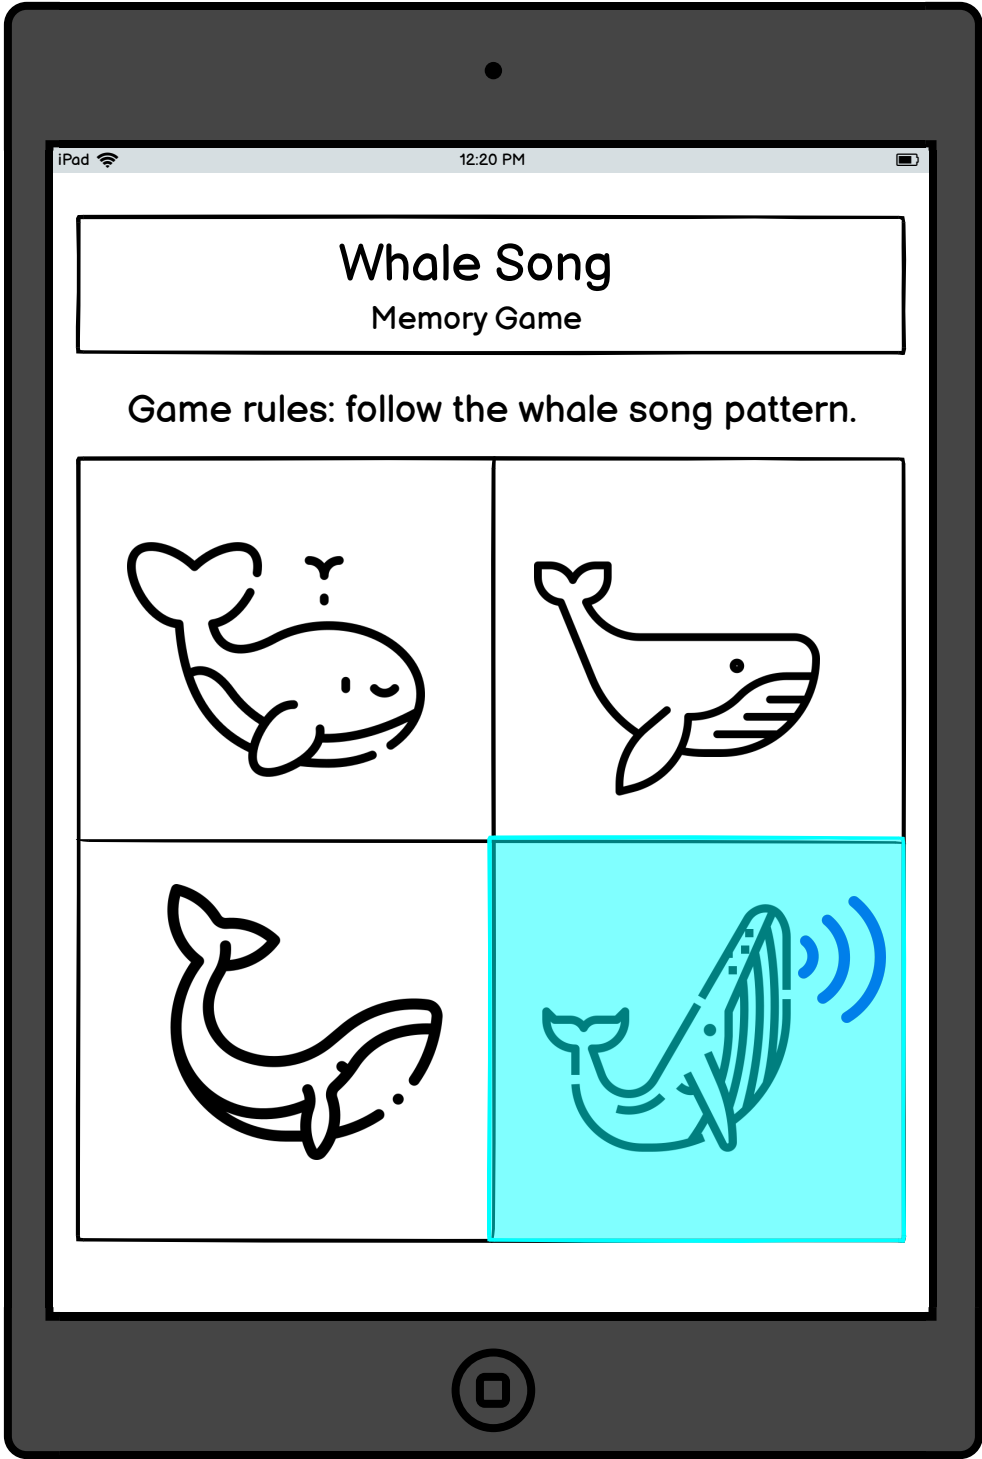 iPad
12:20 PM
Whale Song
Memory Game
Game rules: follow the whale song pattern.